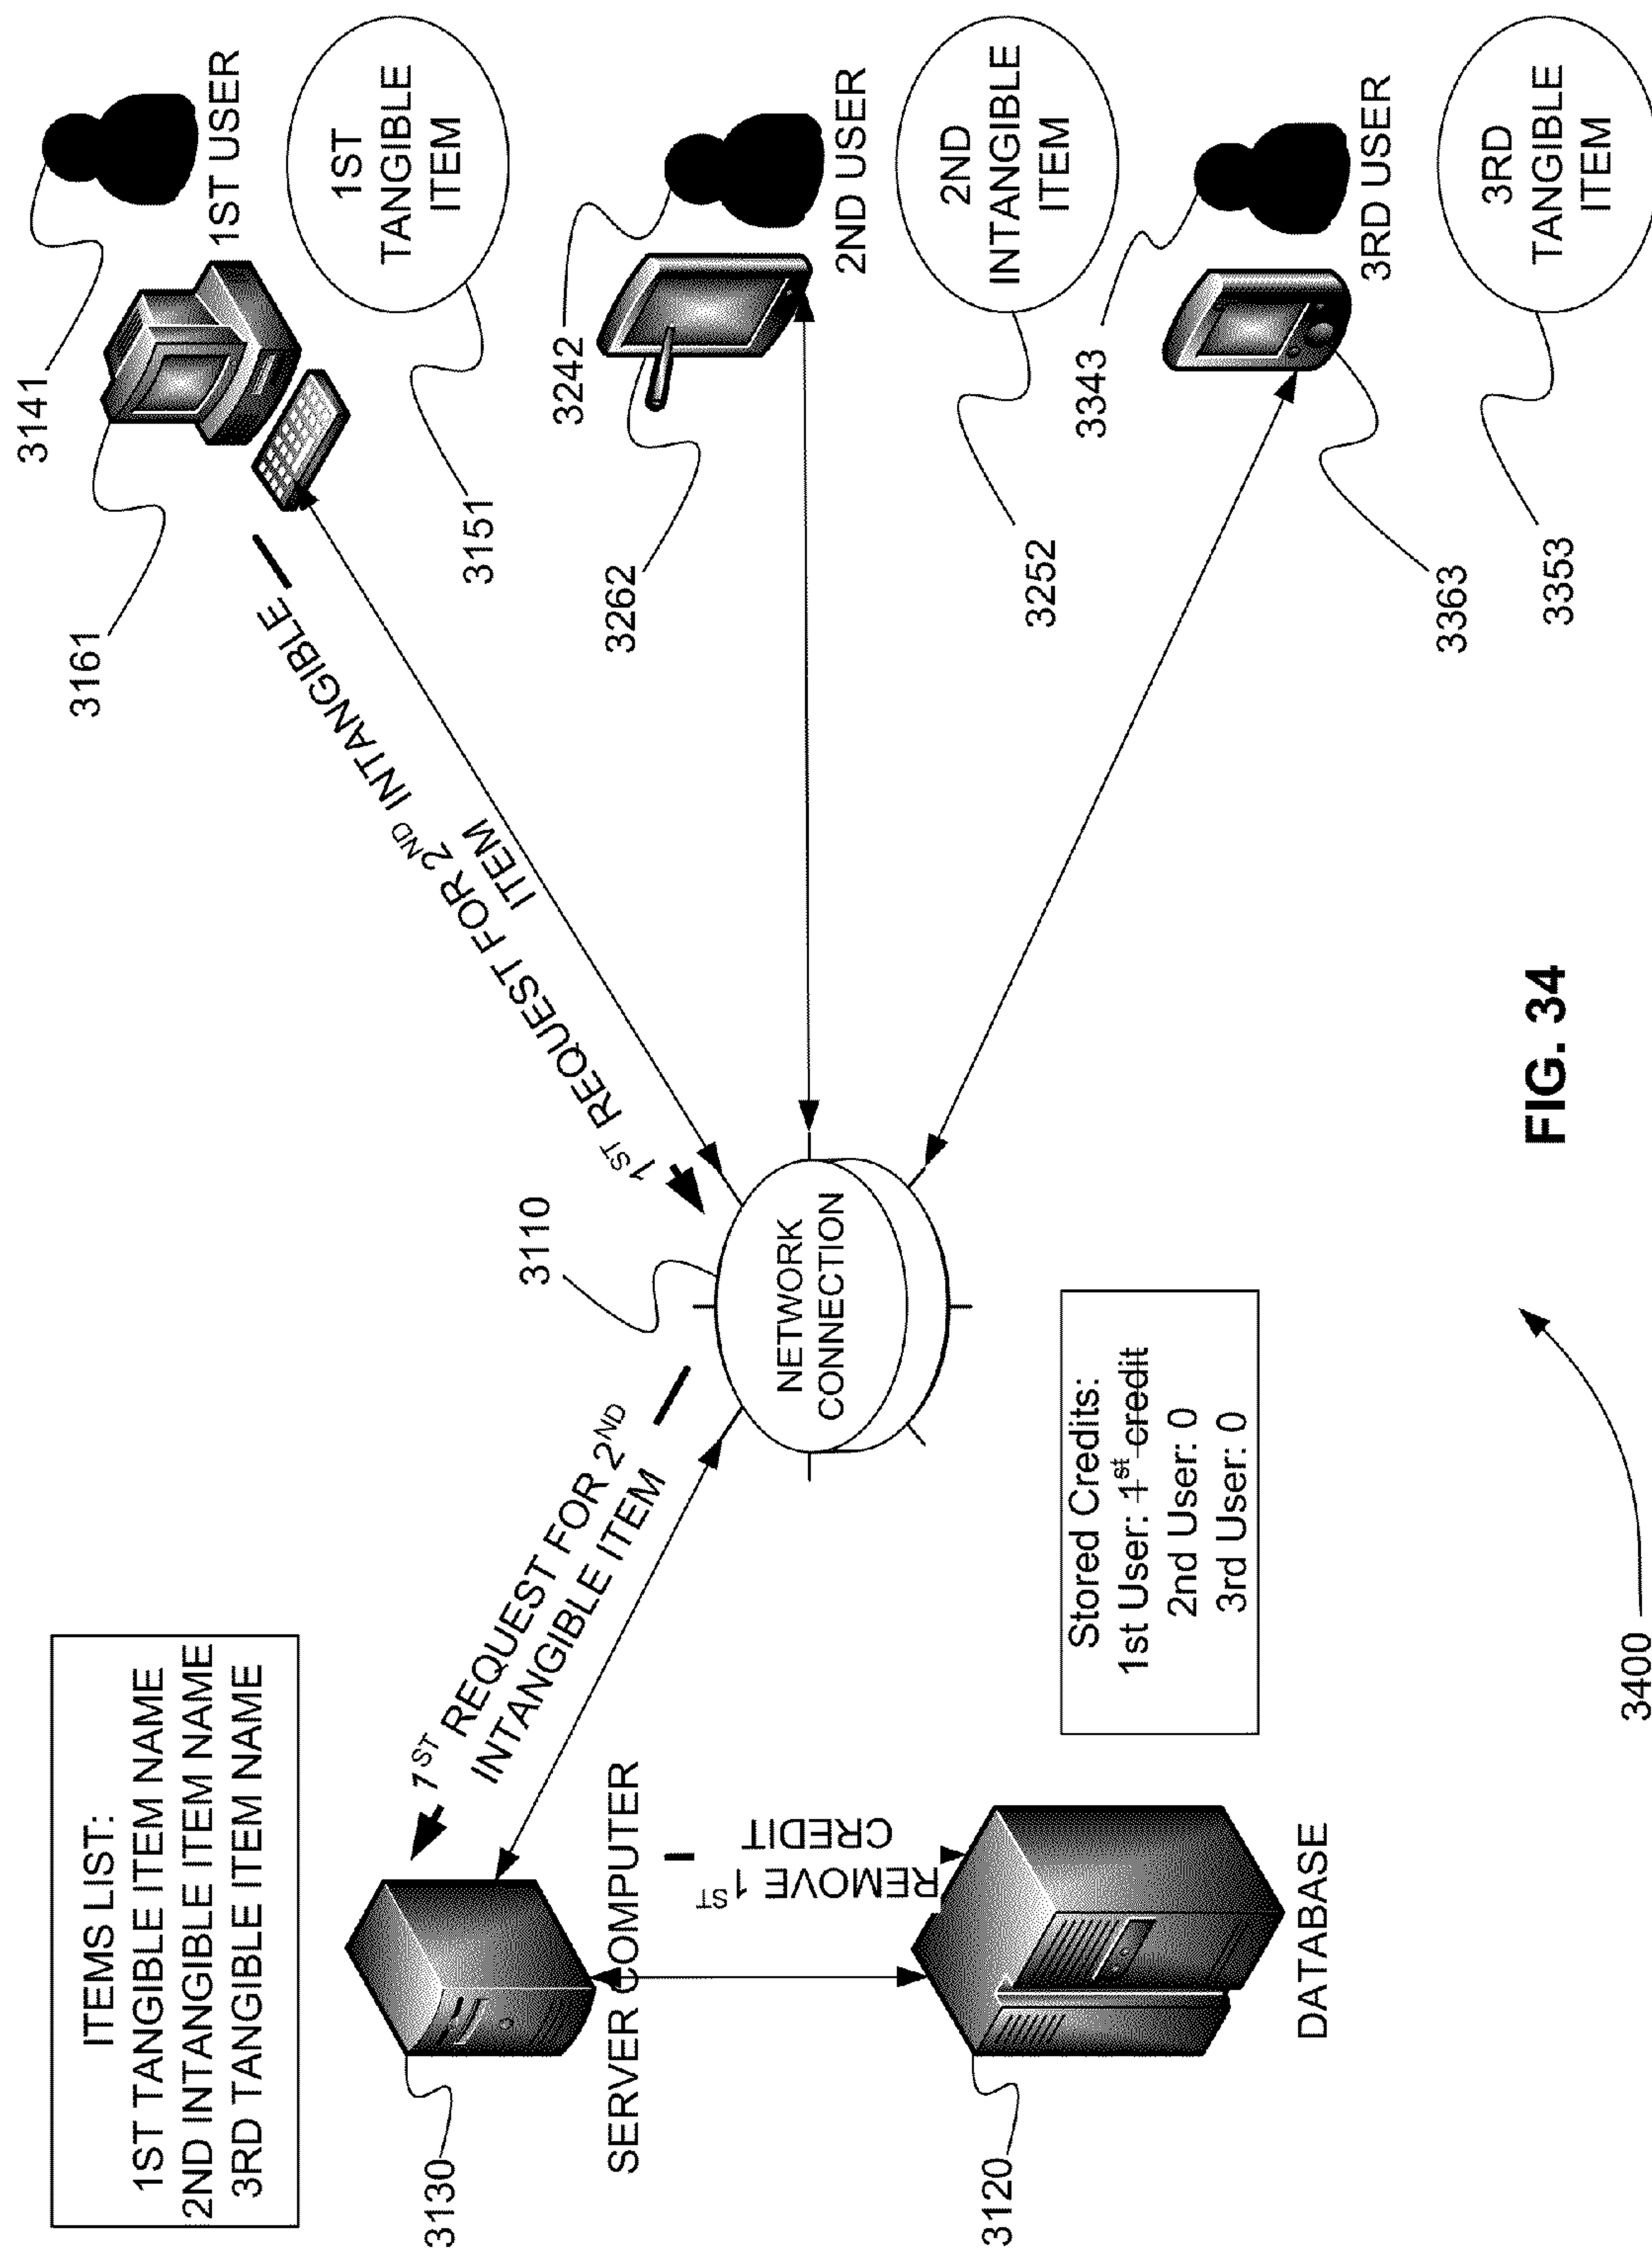 ITEMS LIST:
1ST TANGIBLE ITEM NAME
2ND INTANGIBLE ITEM NAME
3RD TANGIBLE ITEM NAME
3130
SERVER COMPUTER
1ST REQUEST FOR 2ND
INTANGIBLE ITEM
REMOVE 1ST
CREDIT
3120
DATABASE
3110
NETWORK
CONNECTION
Stored Credits:
1st User: 1st credit
2nd User: 0
3rd User: 0
1ST REQUEST FOR 2ND INTANGIBLE
ITEM
3161
3141
1ST USER
3151
1ST
TANGIBLE
ITEM
3262
3242
2ND USER
3252
2ND
INTANGIBLE
ITEM
3343
3363
3RD USER
3353
3RD
TANGIBLE
ITEM
3400
FIG. 34